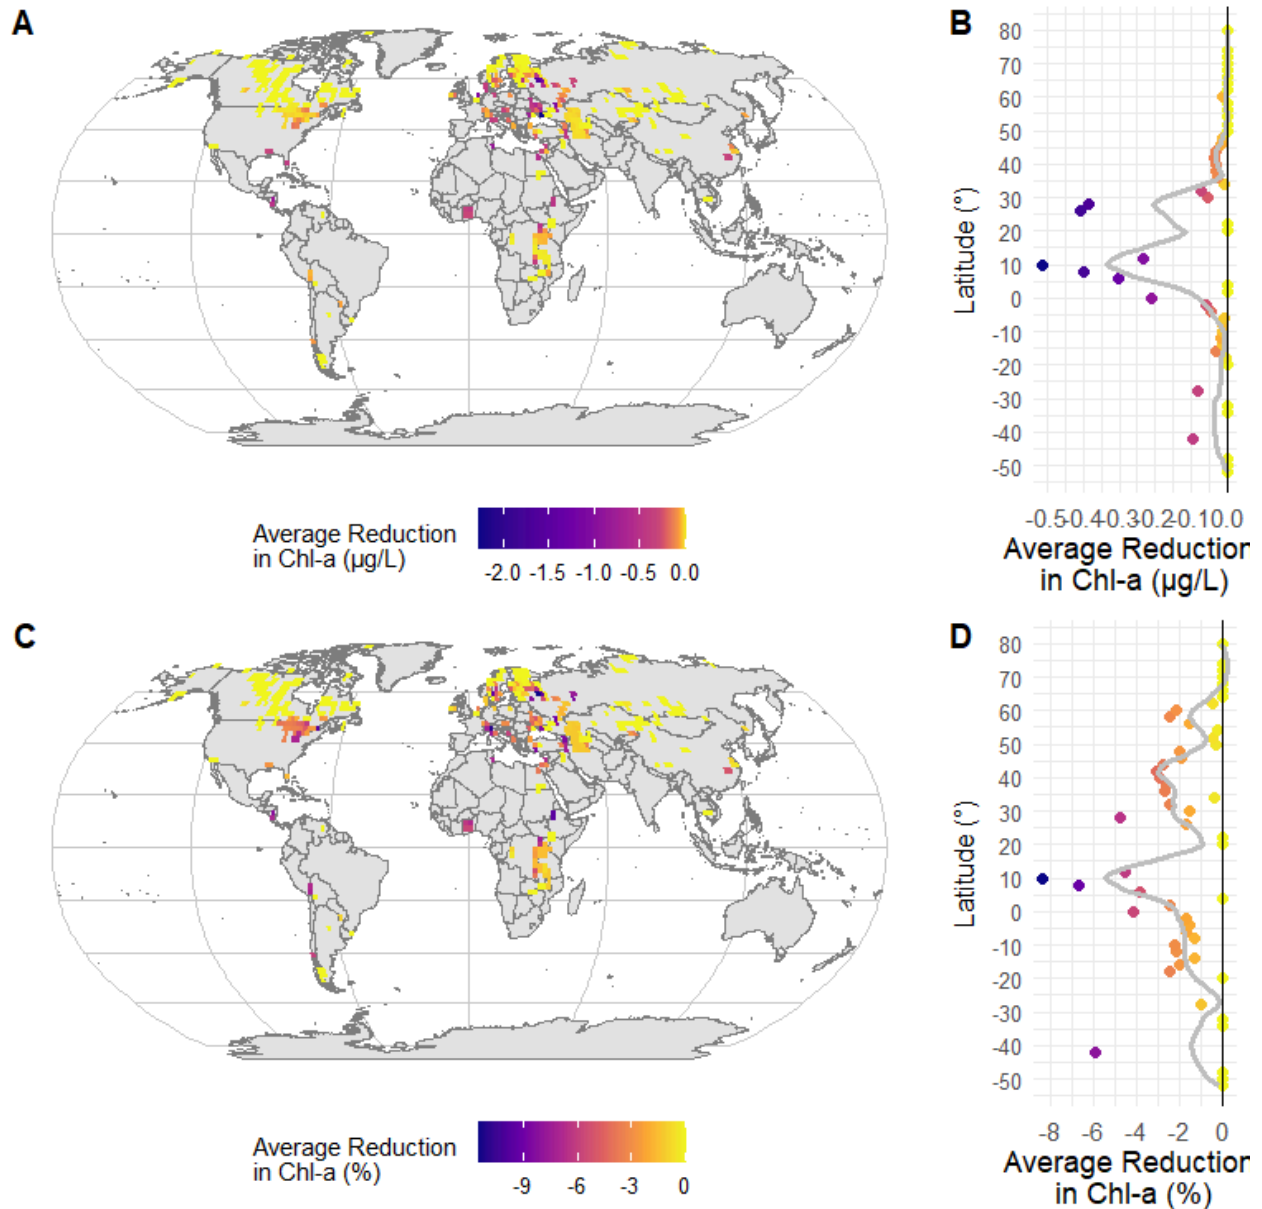 A
B
80
70
60
50
40
30
20
10
0
-10
-20
-30
-40
-50
Latitude (°)
-0.5-0.4-0.3-0.2-0.10.0
Average Reduction
in Chl-a (µg/L)
Average Reduction
in Chl-a (µg/L)
-2.0 -1.5 -1.0 -0.5 0.0
C
D
80
70
60
50
40
30
20
10
0
-10
-20
-30
-40
-50
Latitude (°)
-8 -6 -4 -2 0
Average Reduction
in Chl-a (%)
Average Reduction
in Chl-a (%)
-9 -6 -3 0